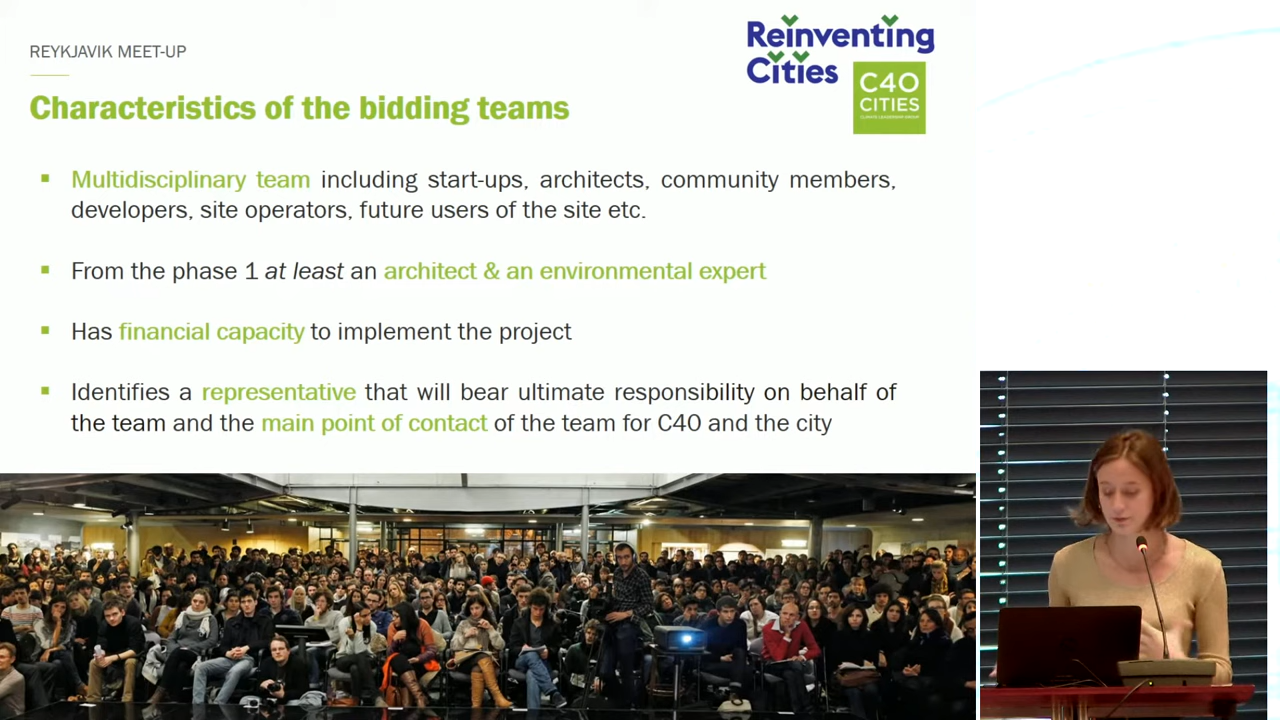 REYKJAVIK MEET-UP
Reinventing
Cities
C40
CITIES
CLIMATE LEADERSHIP GROUP
Characteristics of the bidding teams
▪ Multidisciplinary team including start-ups, architects, community members,
developers, site operators, future users of the site etc.
▪ From the phase 1 at least an architect & an environmental expert
▪ Has financial capacity to implement the project
▪ Identifies a representative that will bear ultimate responsibility on behalf of
the team and the main point of contact of the team for C40 and the city